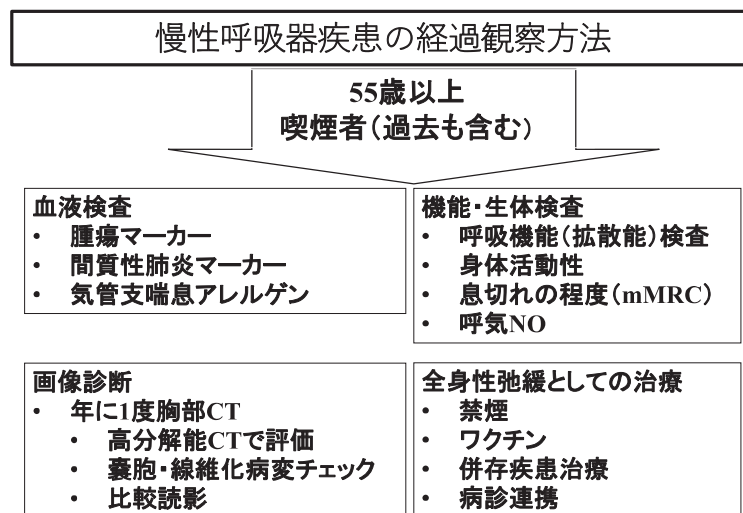 慢性呼吸器疾患の経過観察方法
55歳以上
喫煙者(過去も含む)
血液検査
• 腫瘍マーカー
• 間質性肺炎マーカー
• 気管支喘息アレルゲン
機能・生体検査
• 呼吸機能(拡散能)検査
• 身体活動性
• 息切れの程度(mMRC)
• 呼気NO
画像診断
• 年に1度胸部CT
• 高分解能CTで評価
• 嚢胞・線維化病変チェック
• 比較読影
全身性弛緩としての治療
• 禁煙
• ワクチン
• 併存疾患治療
• 病診連携